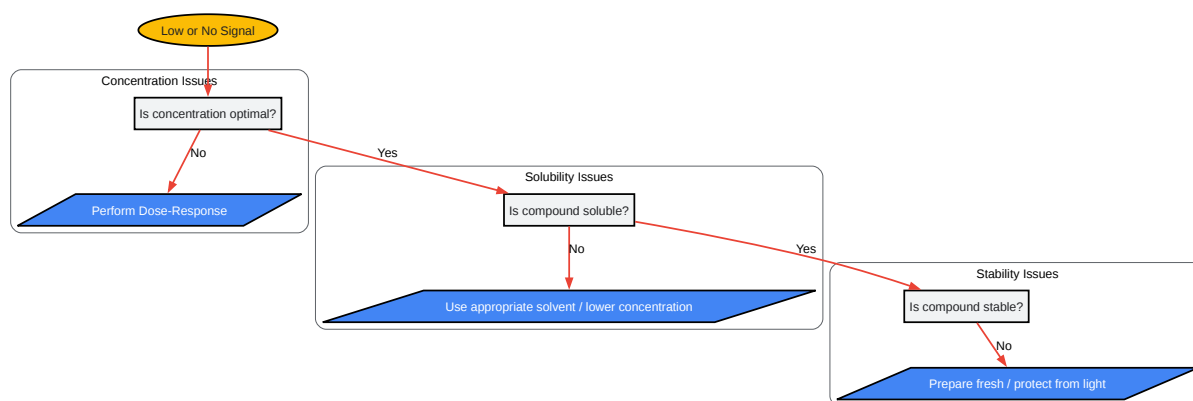 Low or No Signal
Concentration Issues
Is concentration optimal?
No
Yes
Perform Dose-Response
Solubility Issues
Is compound soluble?
No
Yes
Use appropriate solvent / lower concentration
Stability Issues
Is compound stable?
No
Prepare fresh / protect from light